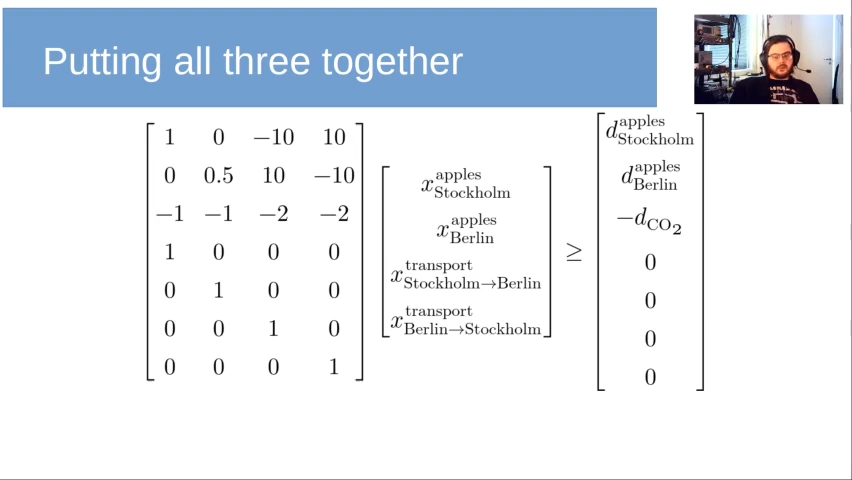 Putting all three together
1 0 −10 10
0 0.5 10 −10
−1 −1 −2 −2
1 0 0 0
0 1 0 0
0 0 1 0
0 0 0 1
x^apples_Stockholm
x^apples_Berlin
x^transport_Stockholm→Berlin
x^transport_Berlin→Stockholm
≥
d^apples_Stockholm
d^apples_Berlin
−d_CO₂
0
0
0
0